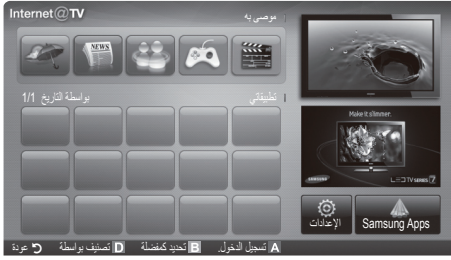 Internet@TV
موصى به
NEWS
تطبيقاتي
بواسطة التاريخ 1/1
Make it slimmer.
SAMSUNG
LED TV SERIES 7
الإعدادات
Samsung Apps
A تسجيل الدخول. B تحديد كمفضلة D تصنيف بواسطة عودة